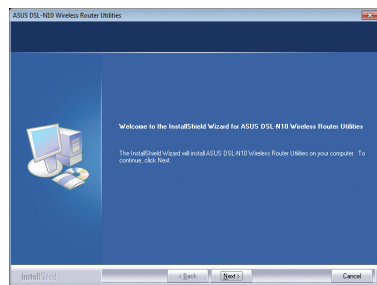 ASUS DSL-N10 Wireless Router Utilities
Welcome to the InstallShield Wizard for ASUS DSL-N10 Wireless Router Utilities
The InstallShield Wizard will install ASUS DSL-N10 Wireless Router Utilities on your computer. To
continue, click Next.
InstallShield
< Back
Next >
Cancel